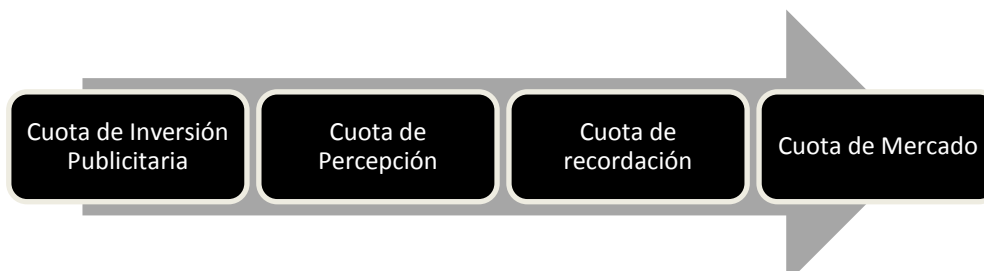 Cuota de Inversión
Publicitaria
Cuota de
Percepción
Cuota de
recordación
Cuota de Mercado